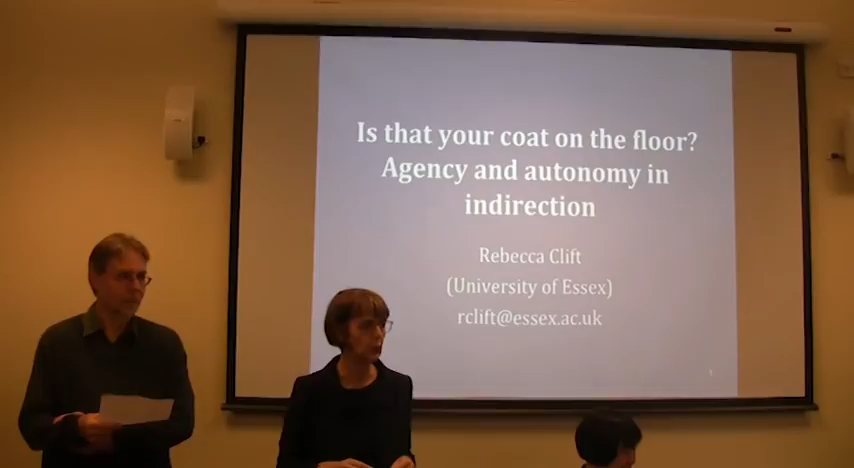 Is that your coat on the floor?
Agency and autonomy in
indirection
Rebecca Clift
(University of Essex)
rclift@essex.ac.uk
1